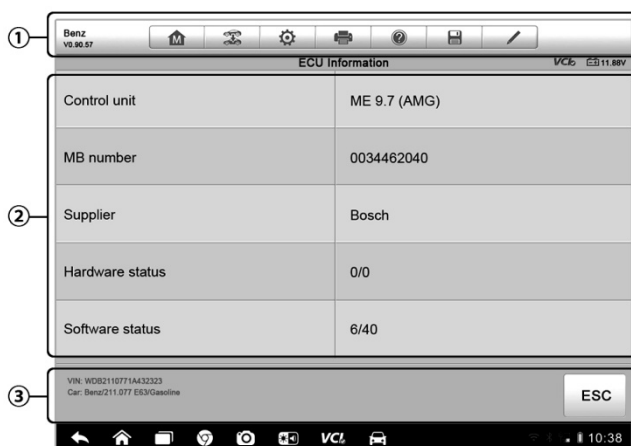 ①
Benz
V0.90.57
M
?
ECU Information
VCI
11.88V
②
Control unit ME 9.7 (AMG)
MB number 0034462040
Supplier Bosch
Hardware status 0/0
Software status 6/40
③
VIN: WDB2110771A432323
Car: Benz/211.077 E63/Gasoline
ESC
VCI
10:38